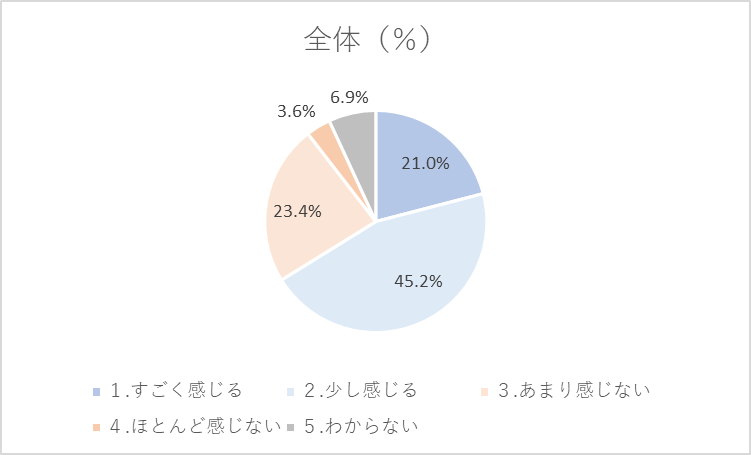 全体（％）
6.9%
3.6%
21.0%
23.4%
45.2%
１.すごく感じる ２.少し感じる ３.あまり感じない
４.ほとんど感じない ５.わからない